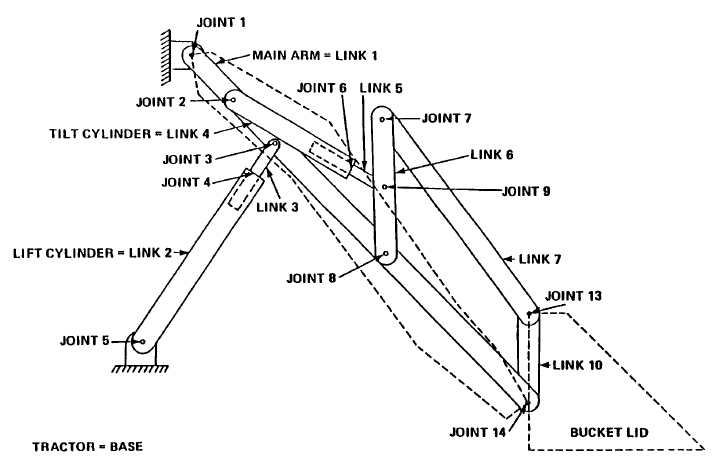 JOINT 1
MAIN ARM = LINK 1
JOINT 6
LINK 5
JOINT 2
JOINT 7
TILT CYLINDER = LINK 4
JOINT 3
LINK 6
JOINT 4
JOINT 9
LINK 3
LIFT CYLINDER = LINK 2
LINK 7
JOINT 8
JOINT 13
JOINT 5
LINK 10
JOINT 14
BUCKET LID
TRACTOR = BASE